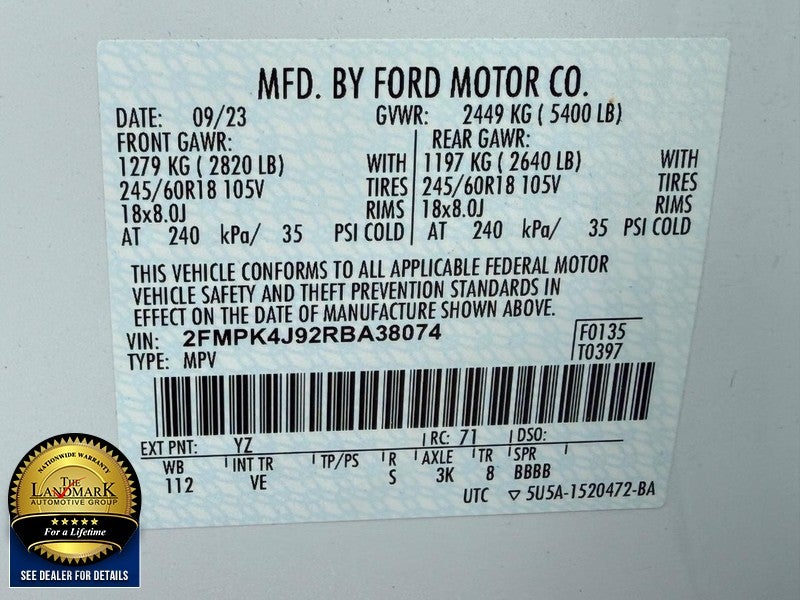 MFD. BY FORD MOTOR CO.
DATE: 09/23 GVWR: 2449 KG ( 5400 LB)
FRONT GAWR: REAR GAWR:
1279 KG ( 2820 LB) WITH 1197 KG ( 2640 LB) WITH
245/60R18 105V TIRES 245/60R18 105V TIRES
18x8.0J RIMS 18x8.0J RIMS
AT 240 kPa/ 35 PSI COLD AT 240 kPa/ 35 PSI COLD
THIS VEHICLE CONFORMS TO ALL APPLICABLE FEDERAL MOTOR
VEHICLE SAFETY AND THEFT PREVENTION STANDARDS IN
EFFECT ON THE DATE OF MANUFACTURE SHOWN ABOVE.
VIN: 2FMPK4J92RBA38074 F0135
TYPE: MPV T0397
EXT PNT: YZ RC: 71 DSO:
WB INT TR TP/PS R AXLE TR SPR
112 VE S 3K 8 BBBB
UTC ▽ 5U5A-1520472-BA
NATIONWIDE WARRANTY
THE
LANDMARK
AUTOMOTIVE GROUP
For a Lifetime
SEE DEALER FOR DETAILS